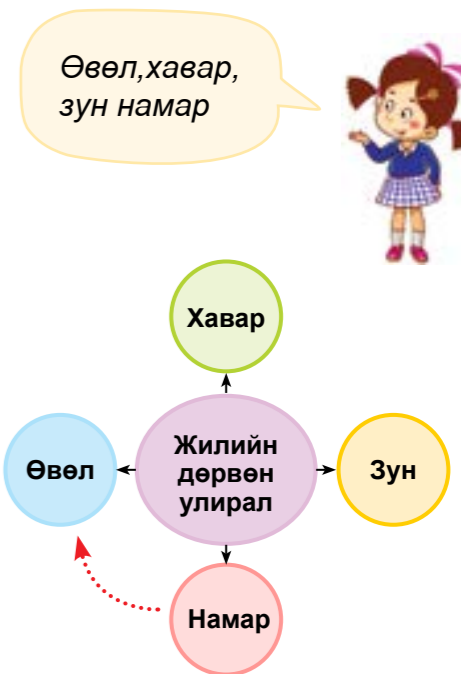 Өвөл,хавар,
зун намар
Хавар
Өвөл
Жилийн
дөрвөн
улирал
Зун
Намар